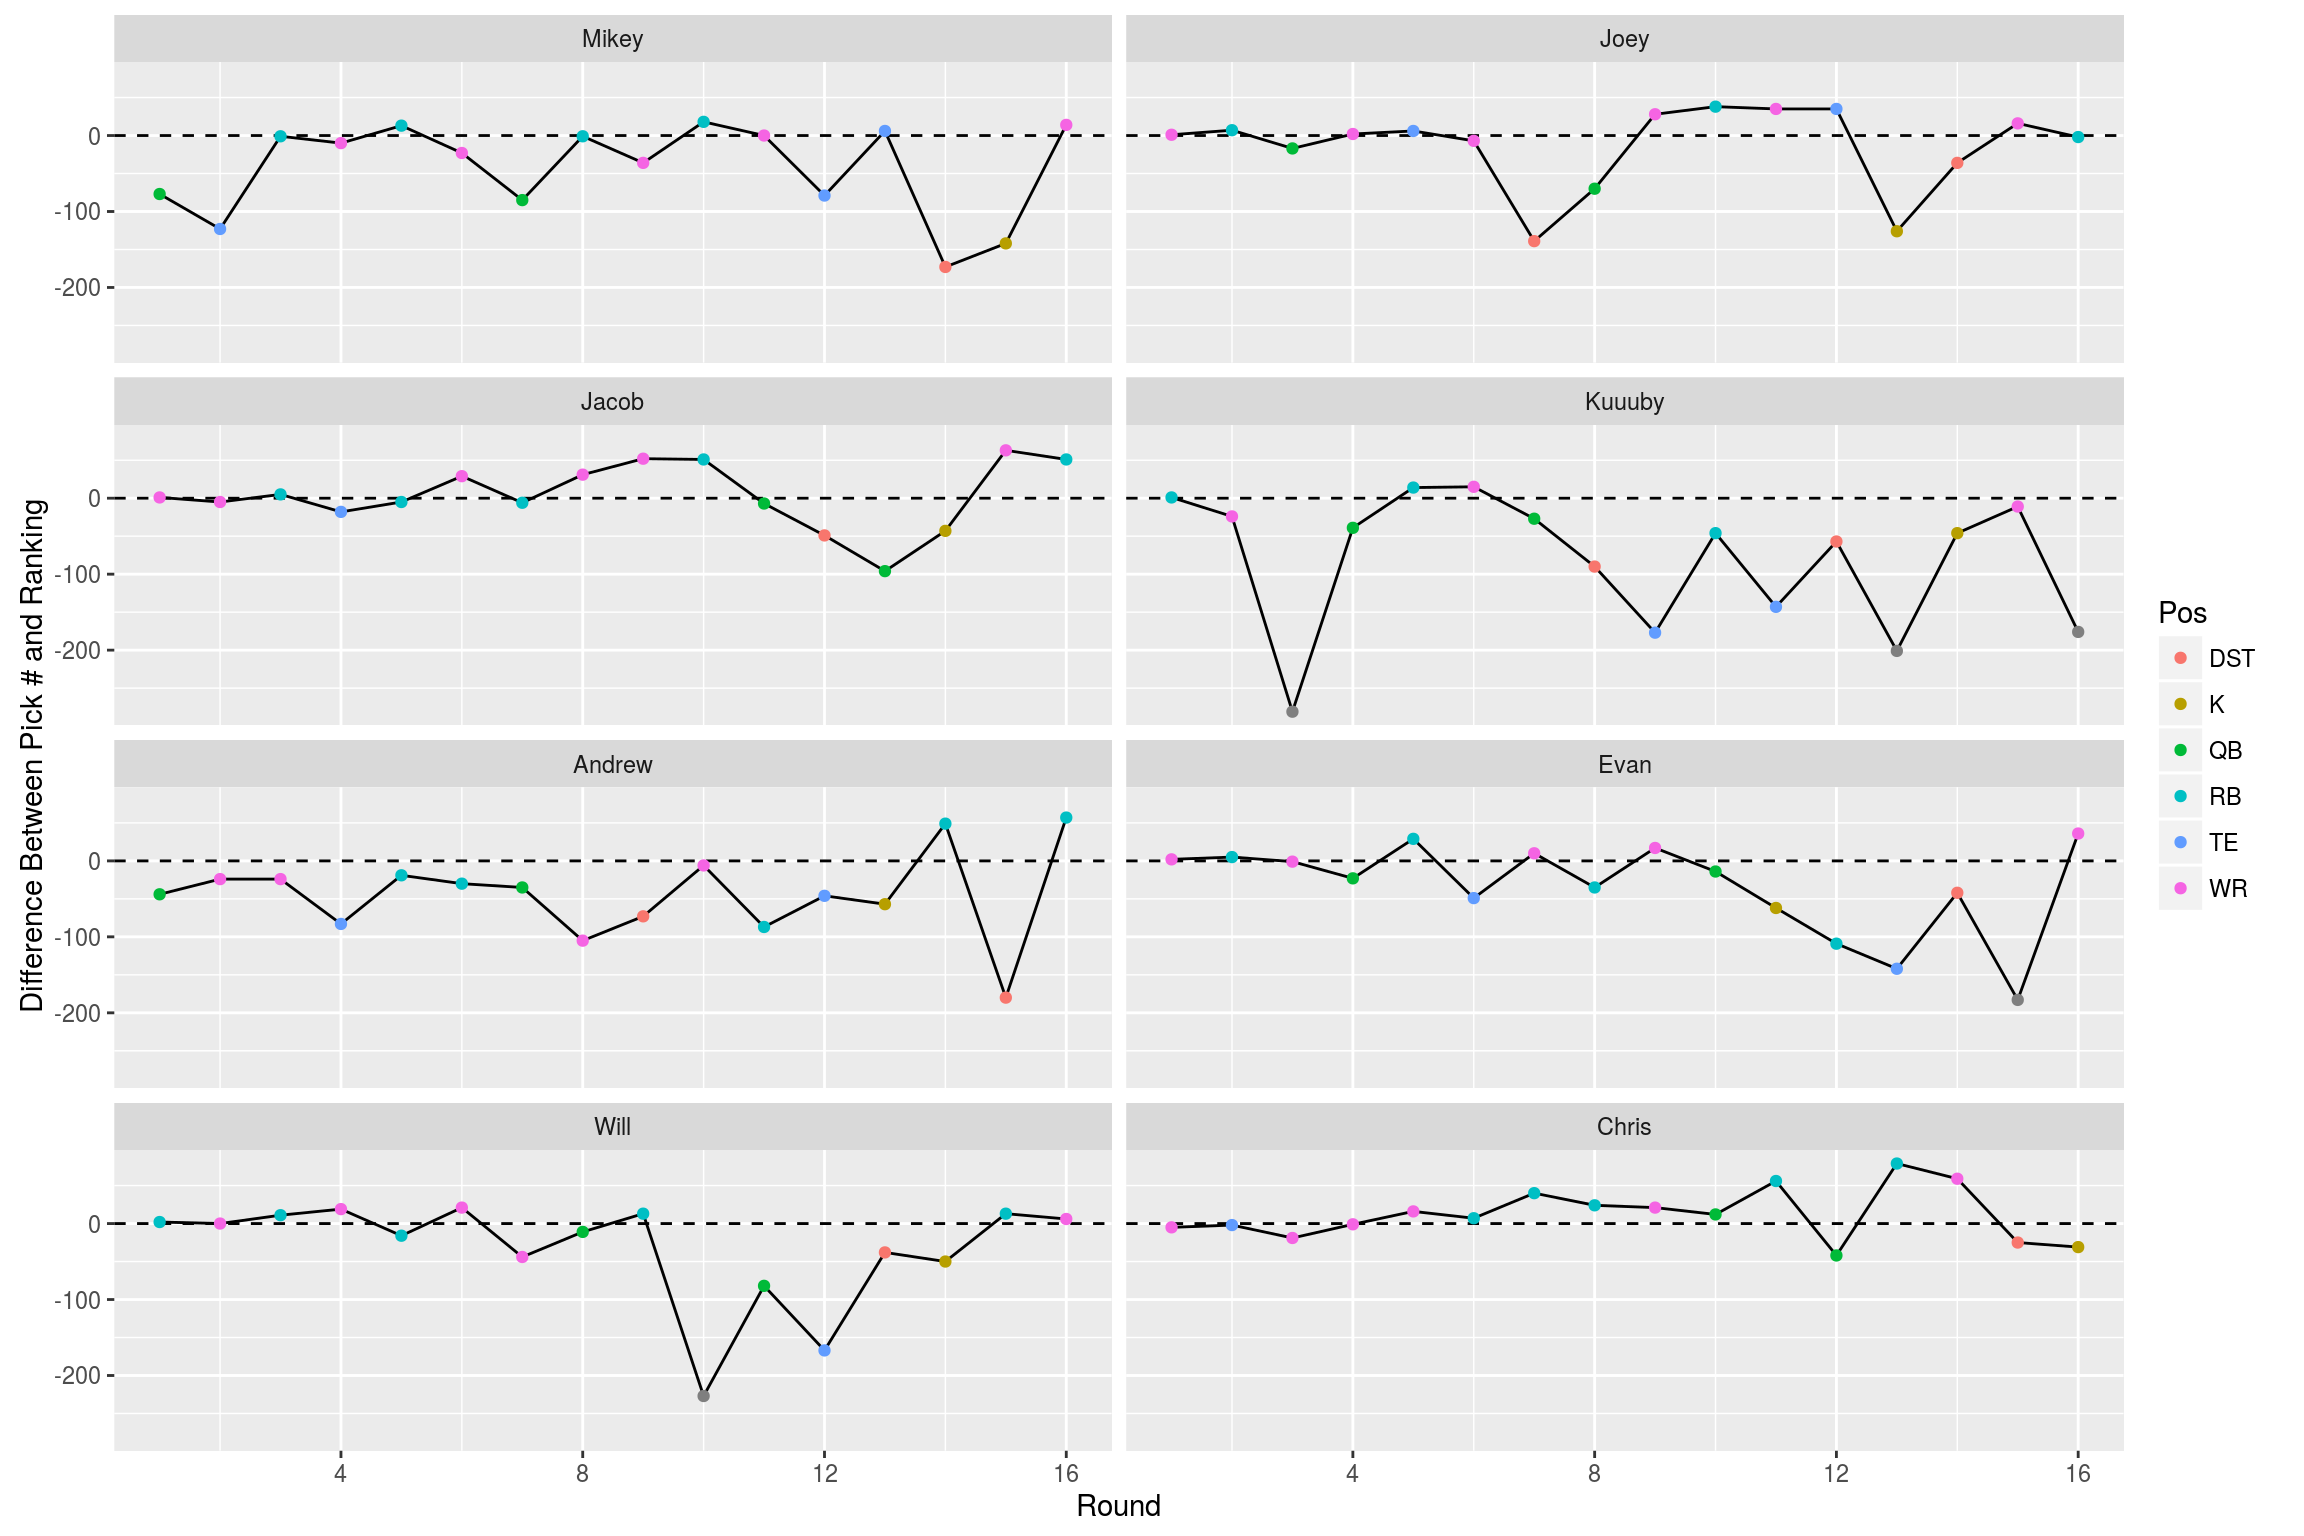 Mikey
Joey
0
-100
-200
Jacob
Kuuuby
0
-100
-200
Andrew
Evan
0
-100
-200
Will
Chris
0
-100
-200
4
8
12
16
4
8
12
16
Round
Difference Between Pick # and Ranking
Pos
DST
K
QB
RB
TE
WR